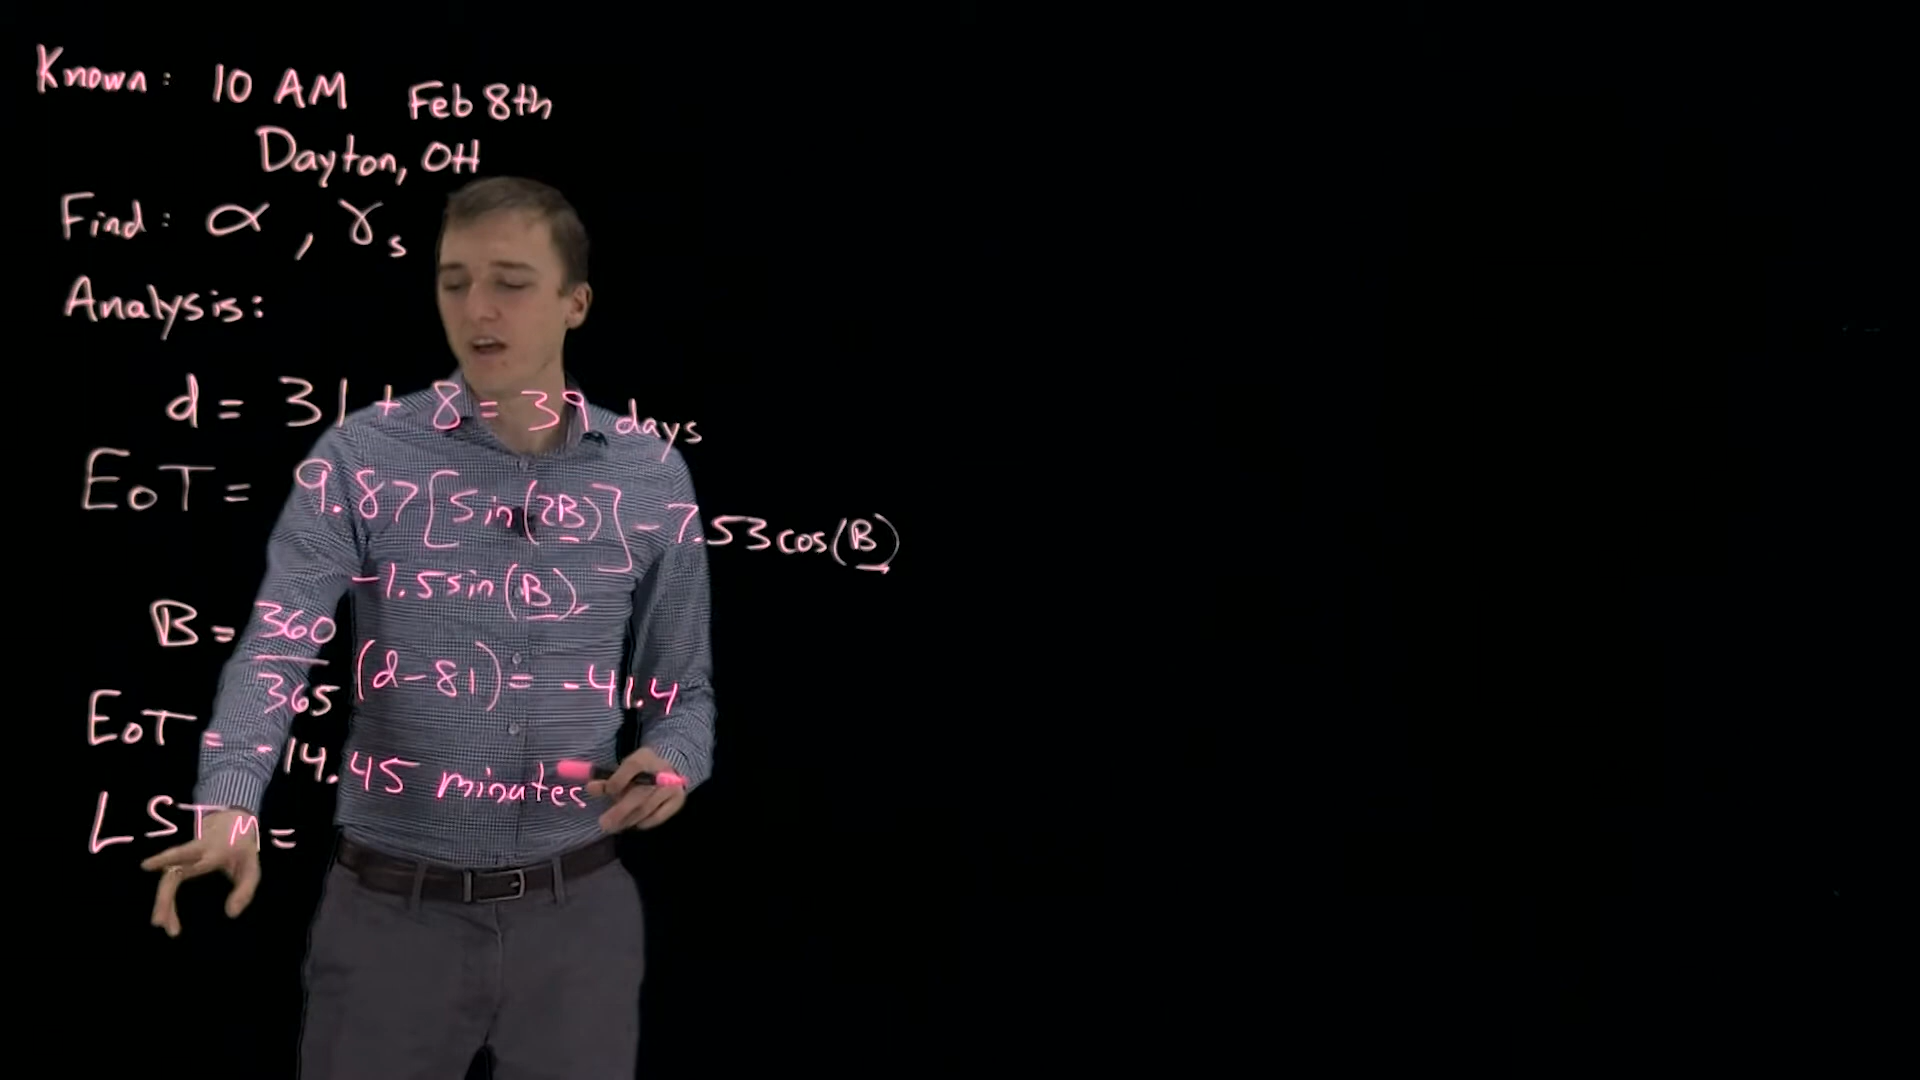 Known: 10 AM Feb 8th
Dayton, OH
Find: α, γs
Analysis:
d = 31 + 8 = 39 days
EoT = 9.87[sin(2B)] - 7.53cos(B)
-1.5sin(B)
B = 360/365 (d-81) = -41.4
EoT = -14.45 minutes
LSTM =